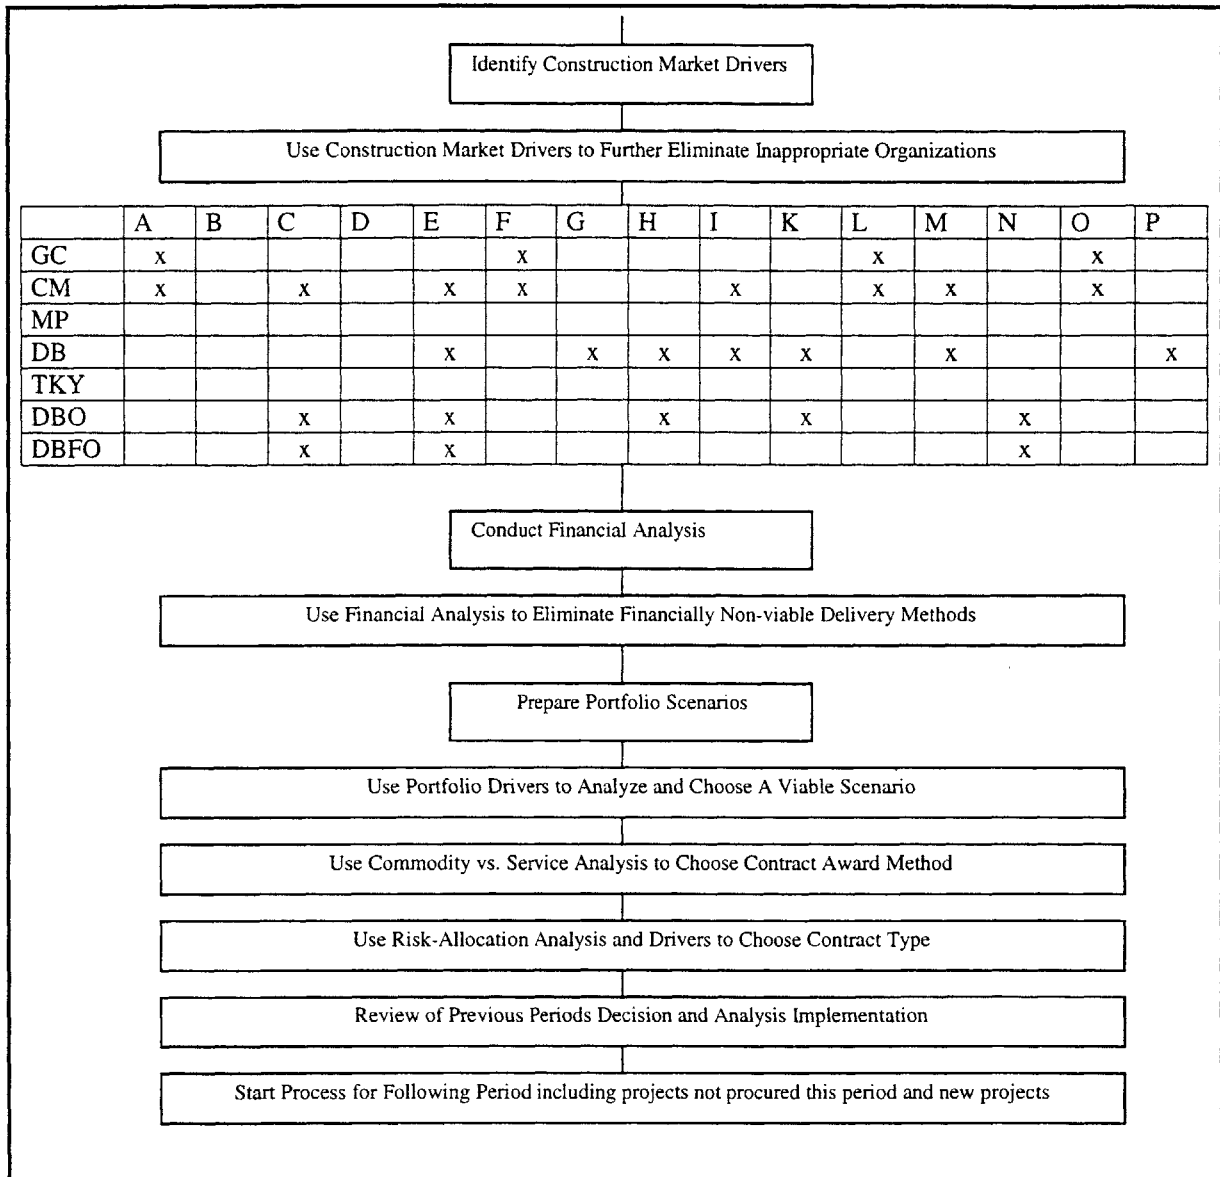 Identify Construction Market Drivers
Use Construction Market Drivers to Further Eliminate Inappropriate Organizations
A B C D E F G H I K L M N O P
GC x x x x
CM x x x x x x x x
MP
DB x x x x x x x
TKY
DBO x x x x x
DBFO x x x
Conduct Financial Analysis
Use Financial Analysis to Eliminate Financially Non-viable Delivery Methods
Prepare Portfolio Scenarios
Use Portfolio Drivers to Analyze and Choose A Viable Scenario
Use Commodity vs. Service Analysis to Choose Contract Award Method
Use Risk-Allocation Analysis and Drivers to Choose Contract Type
Review of Previous Periods Decision and Analysis Implementation
Start Process for Following Period including projects not procured this period and new projects